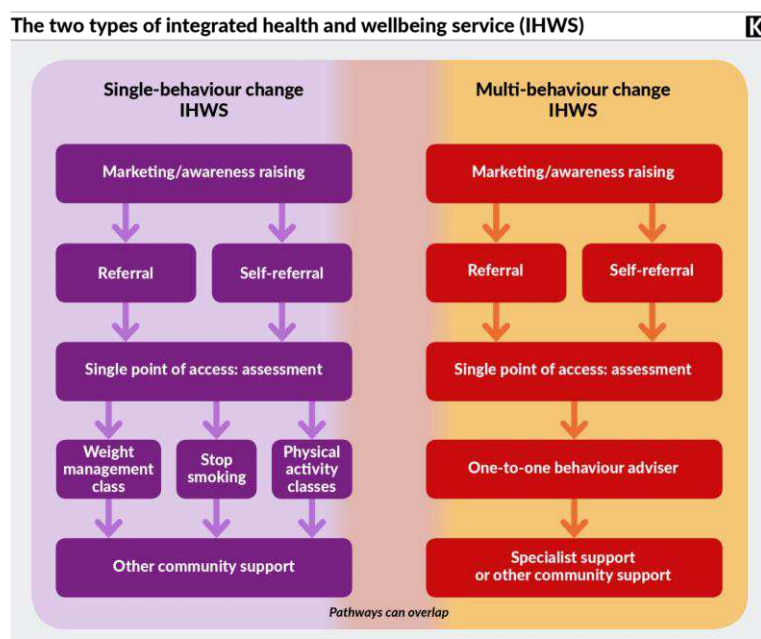 The two types of integrated health and wellbeing service (IHWS)
K
Single-behaviour change
IHWS
Marketing/awareness raising
Referral
Self-referral
Single point of access: assessment
Weight
management
class
Stop
smoking
Physical
activity
classes
Other community support
Multi-behaviour change
IHWS
Marketing/awareness raising
Referral
Self-referral
Single point of access: assessment
One-to-one behaviour adviser
Specialist support
or other community support
Pathways can overlap